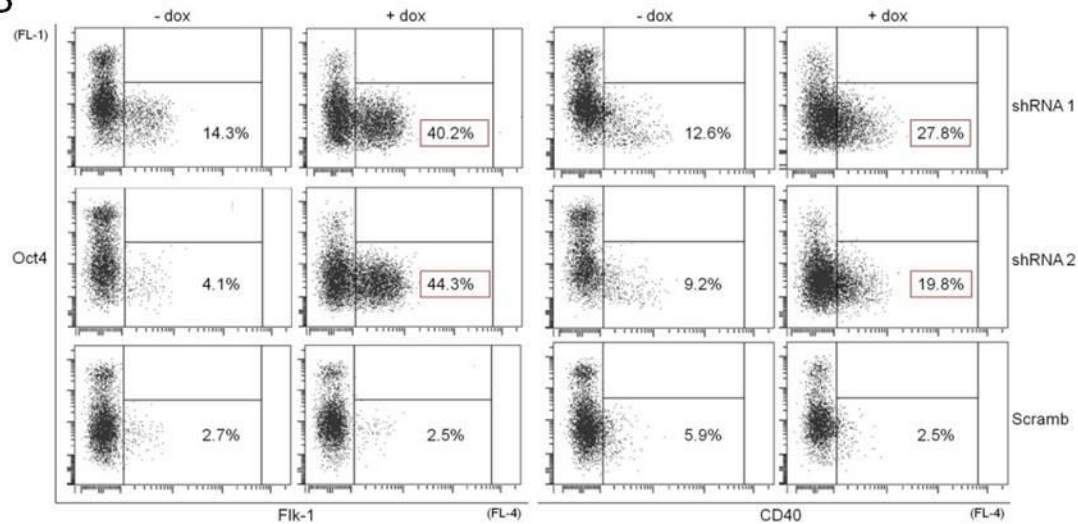 B
- dox + dox - dox + dox
(FL-1)
14.3% 40.2% 12.6% 27.8% shRNA 1
Oct4 4.1% 44.3% 9.2% 19.8% shRNA 2
2.7% 2.5% 5.9% 2.5% Scramb
Flk-1 (FL-4) CD40 (FL-4)